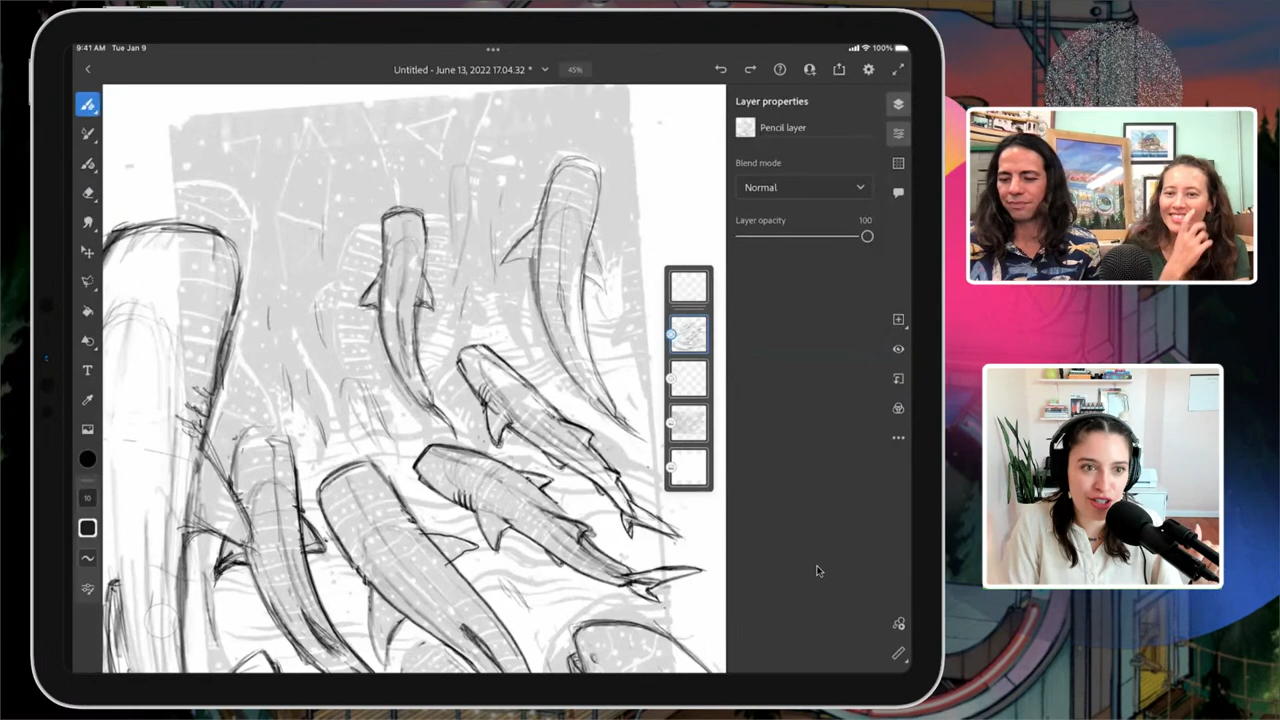 9:41 AM Tue Jan 9
100%
Untitled - June 13, 2022 17.04.32 *
45%
Layer properties
Pencil layer
Blend mode
Normal
Layer opacity 100
T
10